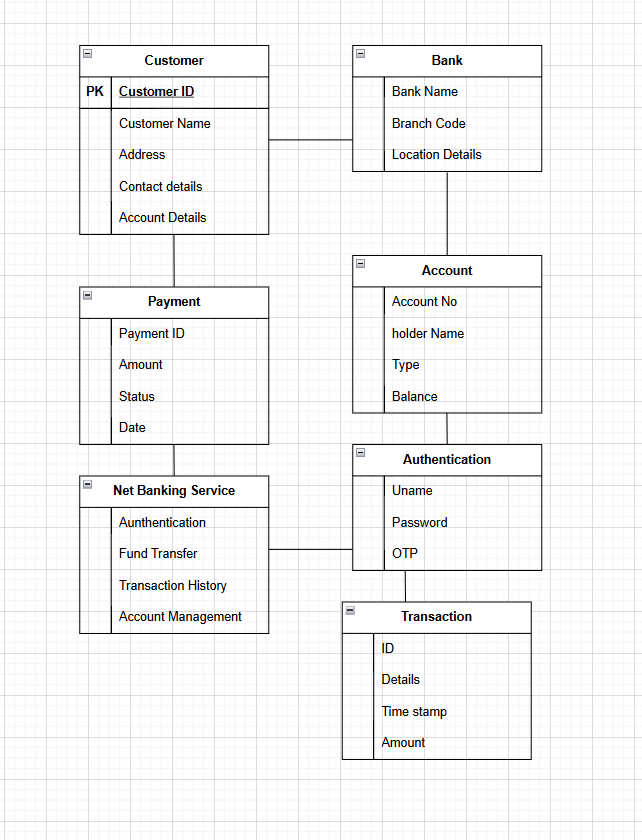 Customer
PK Customer ID
Customer Name
Address
Contact details
Account Details
Bank
Bank Name
Branch Code
Location Details
Payment
Payment ID
Amount
Status
Date
Account
Account No
holder Name
Type
Balance
Net Banking Service
Aunthentication
Fund Transfer
Transaction History
Account Management
Authentication
Uname
Password
OTP
Transaction
ID
Details
Time stamp
Amount